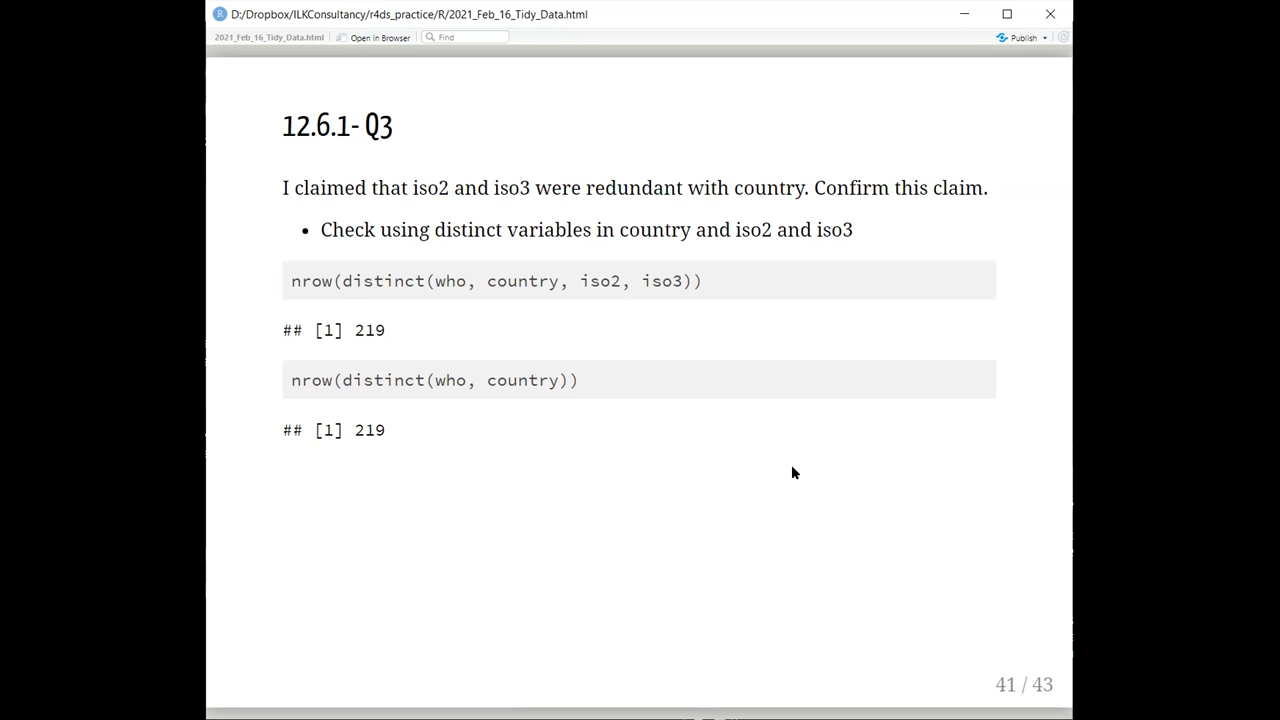 D:/Dropbox/ILKConsultancy/r4ds_practice/R/2021_Feb_16_Tidy_Data.html
2021_Feb_16_Tidy_Data.html Open in Browser Find Publish
12.6.1- Q3
I claimed that iso2 and iso3 were redundant with country. Confirm this claim.
• Check using distinct variables in country and iso2 and iso3
nrow(distinct(who, country, iso2, iso3))
## [1] 219
nrow(distinct(who, country))
## [1] 219
41 / 43